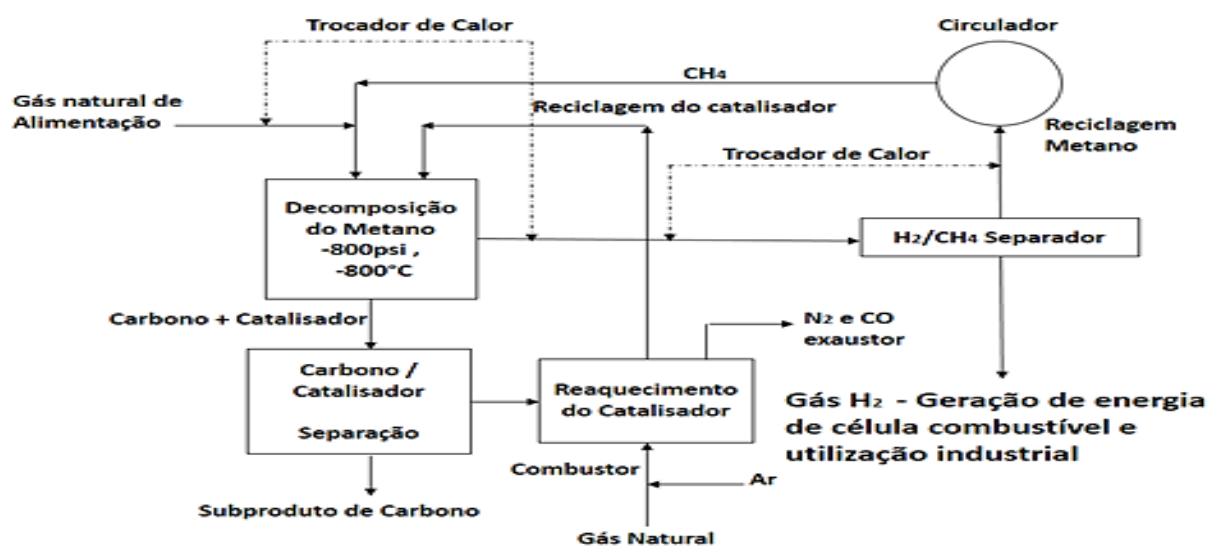 Trocador de Calor
Circulador
CH₄
Gás natural de
Alimentação
Reciclagem do catalisador
Reciclagem
Metano
Trocador de Calor
Decomposição
do Metano
-800psi ,
-800°C
H₂/CH₄ Separador
Carbono + Catalisador
N₂ e CO
exaustor
Carbono /
Catalisador
Separação
Reaquecimento
do Catalisador
Gás H₂ - Geração de energia
de célula combustível e
utilização industrial
Combustor
Ar
Subproduto de Carbono
Gás Natural